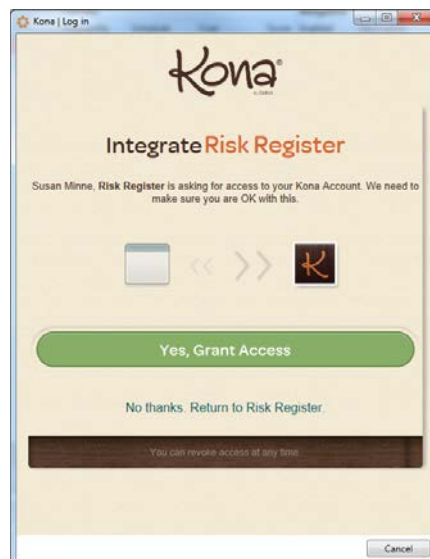 Kona | Log in
Kona®
Integrate Risk Register
Susan Minne, Risk Register is asking for access to your Kona Account. We need to
make sure you are OK with this.
K
Yes, Grant Access
No thanks. Return to Risk Register.
You can revoke access at any time
Cancel